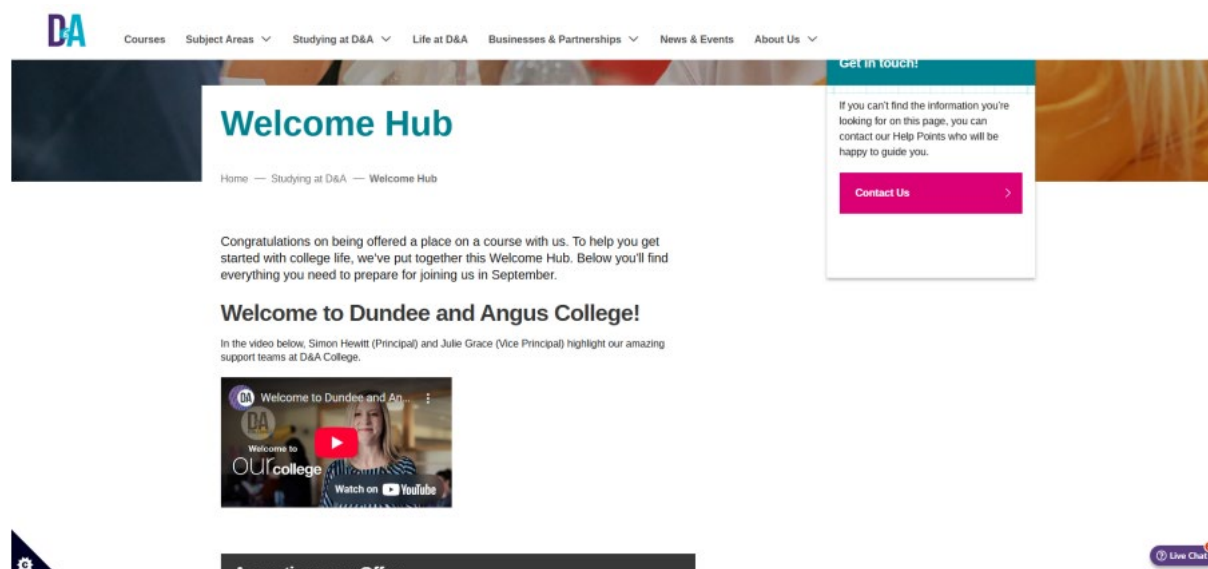 D&A
Courses
Subject Areas
Studying at D&A
Life at D&A
Businesses & Partnerships
News & Events
About Us
Get in touch!
If you can't find the information you're
looking for on this page, you can
contact our Help Points who will be
happy to guide you.
Contact Us
Welcome Hub
Home — Studying at D&A — Welcome Hub
Congratulations on being offered a place on a course with us. To help you get
started with college life, we've put together this Welcome Hub. Below you'll find
everything you need to prepare for joining us in September.
Welcome to Dundee and Angus College!
In the video below, Simon Hewitt (Principal) and Julie Grace (Vice Principal) highlight our amazing
support teams at D&A College.
DA Welcome to Dundee and An...
DA
Welcome to
our college
Watch on YouTube
Live Chat